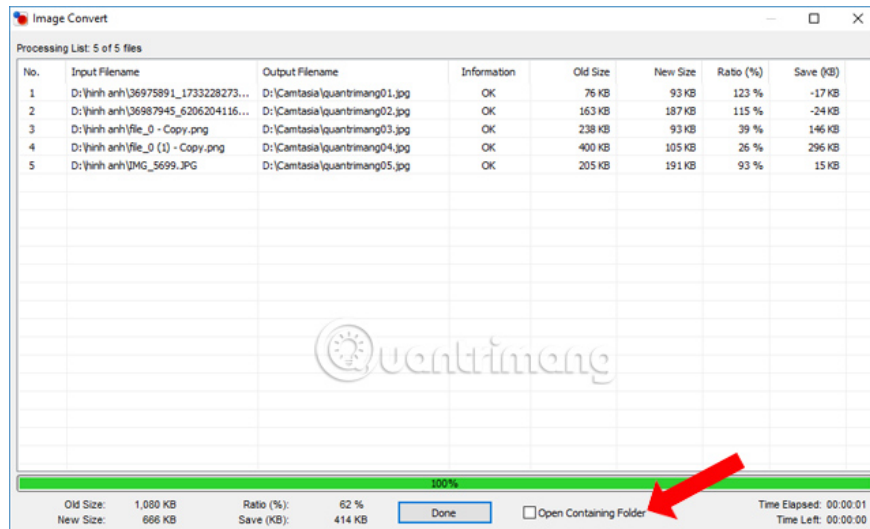 Image Convert
Processing List: 5 of 5 files
No. Input Filename Output Filename Information Old Size New Size Ratio (%) Save (KB)
1 D:\hinh anh\36975891_1733228273... D:\Camtasia\quantrimang01.jpg OK 76 KB 93 KB 123 % -17 KB
2 D:\hinh anh\36987945_6206204116... D:\Camtasia\quantrimang02.jpg OK 163 KB 187 KB 115 % -24 KB
3 D:\hinh anh\file_0 - Copy.png D:\Camtasia\quantrimang03.jpg OK 238 KB 93 KB 39 % 146 KB
4 D:\hinh anh\file_0 (1) - Copy.png D:\Camtasia\quantrimang04.jpg OK 400 KB 105 KB 26 % 296 KB
5 D:\hinh anh\IMG_5699.JPG D:\Camtasia\quantrimang05.jpg OK 205 KB 191 KB 93 % 15 KB
Quantrimang
100%
Old Size: 1,080 KB Ratio (%): 62 % Done Open Containing Folder Time Elapsed: 00:00:01
New Size: 666 KB Save (KB): 414 KB Time Left: 00:00:00